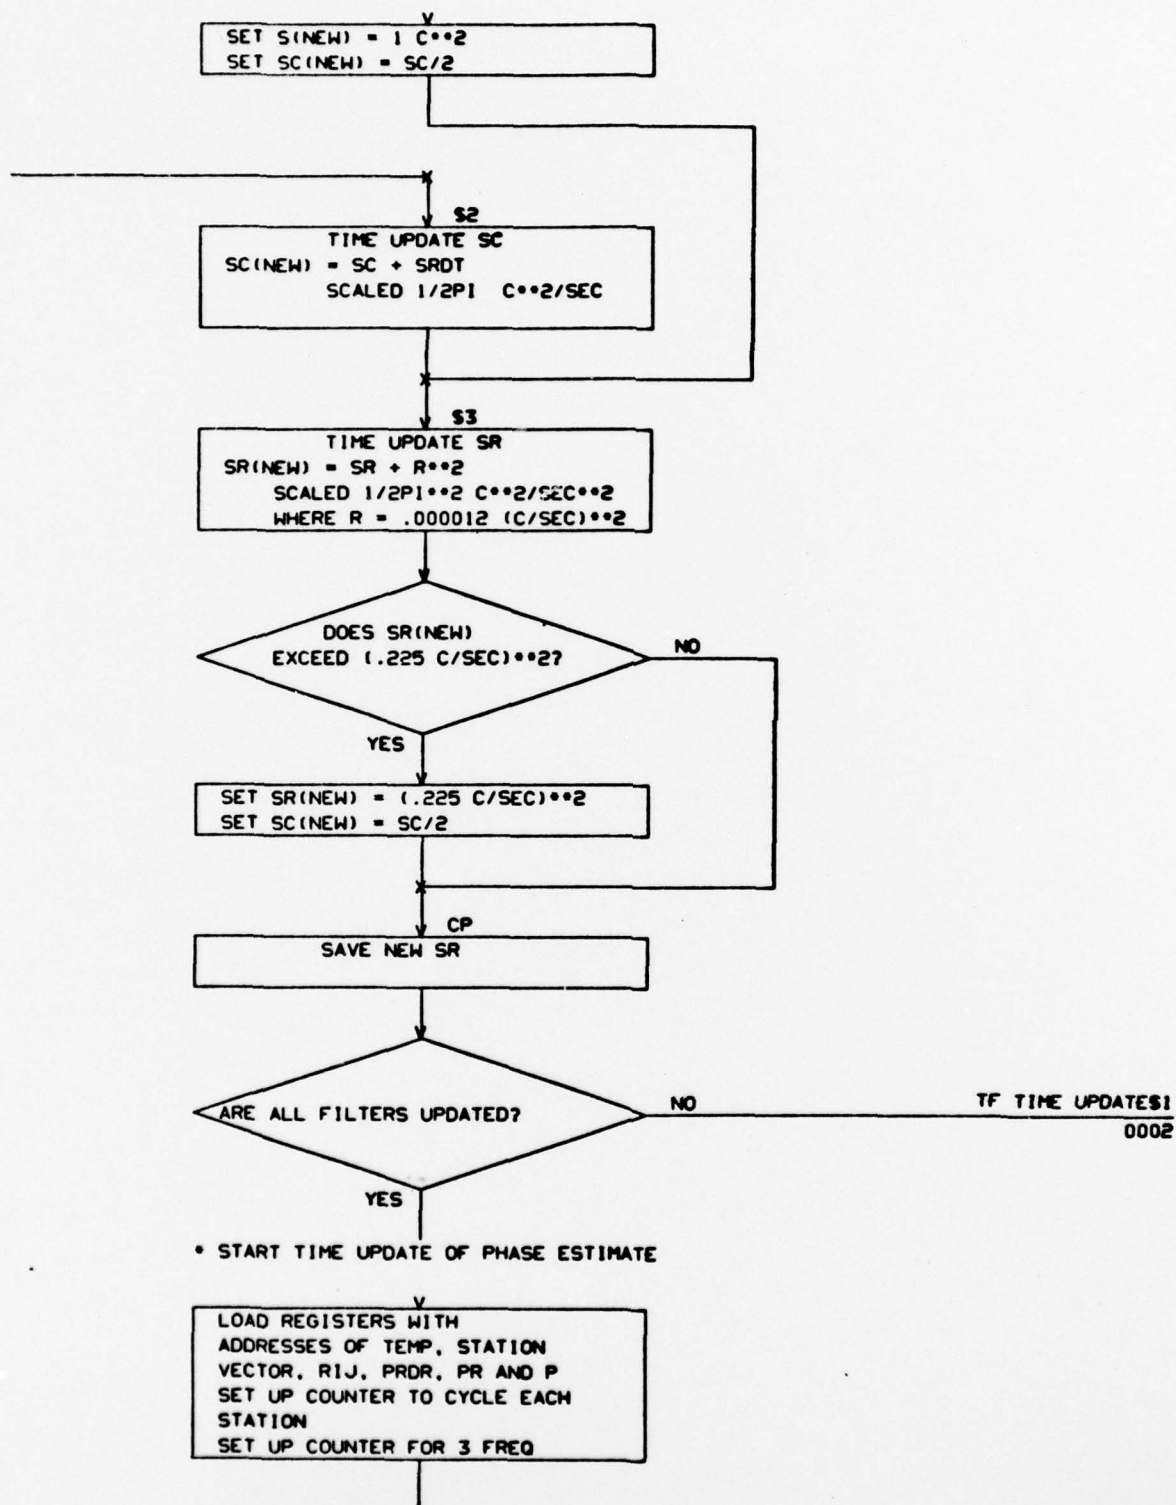 SET S(NEW) = 1 C**2
SET SC(NEW) = SC/2
$2
TIME UPDATE SC
SC(NEW) = SC + SRDT
SCALED 1/2PI C**2/SEC
$3
TIME UPDATE SR
SR(NEW) = SR + R**2
SCALED 1/2PI**2 C**2/SEC**2
WHERE R = .000012 (C/SEC)**2
DOES SR(NEW)
EXCEED (.225 C/SEC)**2?
NO
YES
SET SR(NEW) = (.225 C/SEC)**2
SET SC(NEW) = SC/2
CP
SAVE NEW SR
ARE ALL FILTERS UPDATED?
NO
TF TIME UPDATE$1
0002
YES
* START TIME UPDATE OF PHASE ESTIMATE
LOAD REGISTERS WITH
ADDRESSES OF TEMP, STATION
VECTOR, RIJ, PRDR, PR AND P
SET UP COUNTER TO CYCLE EACH
STATION
SET UP COUNTER FOR 3 FREQ